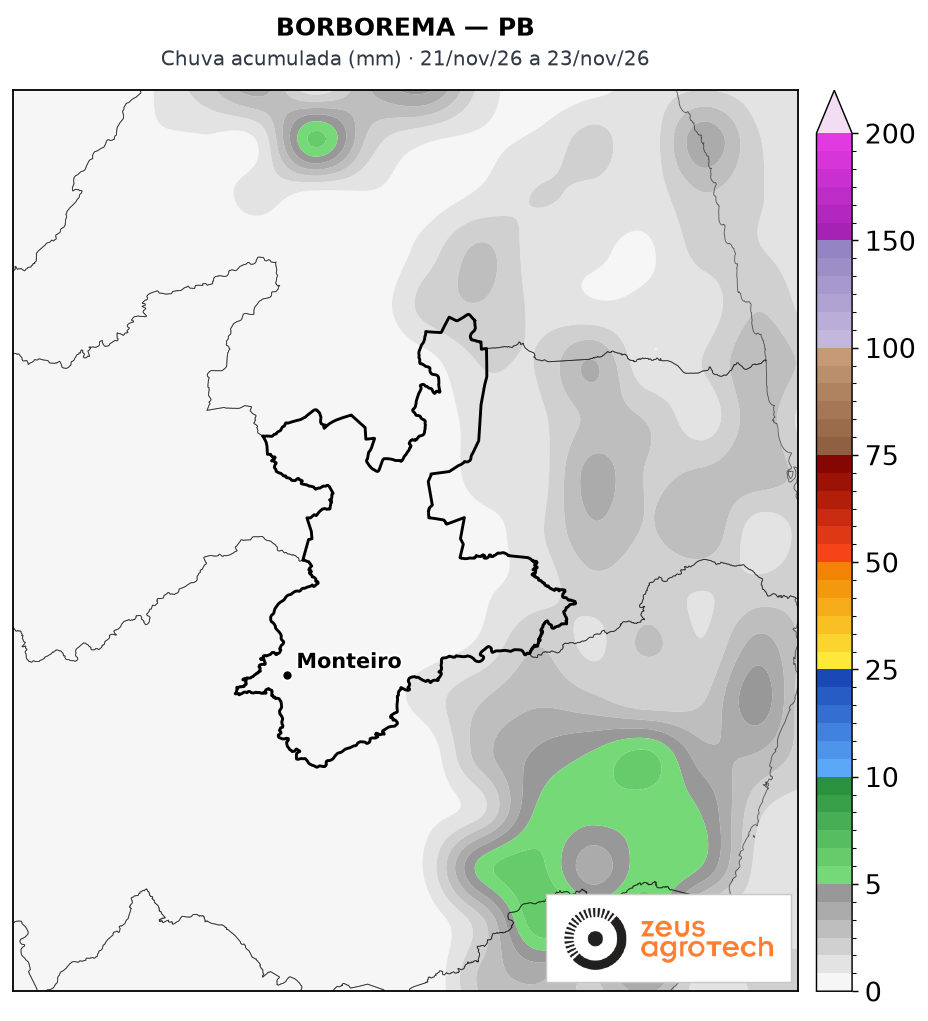 BORBOREMA — PB
Chuva acumulada (mm) · 21/nov/26 a 23/nov/26
200
150
100
75
50
25
10
5
0
Monteiro
zeus
agrotech